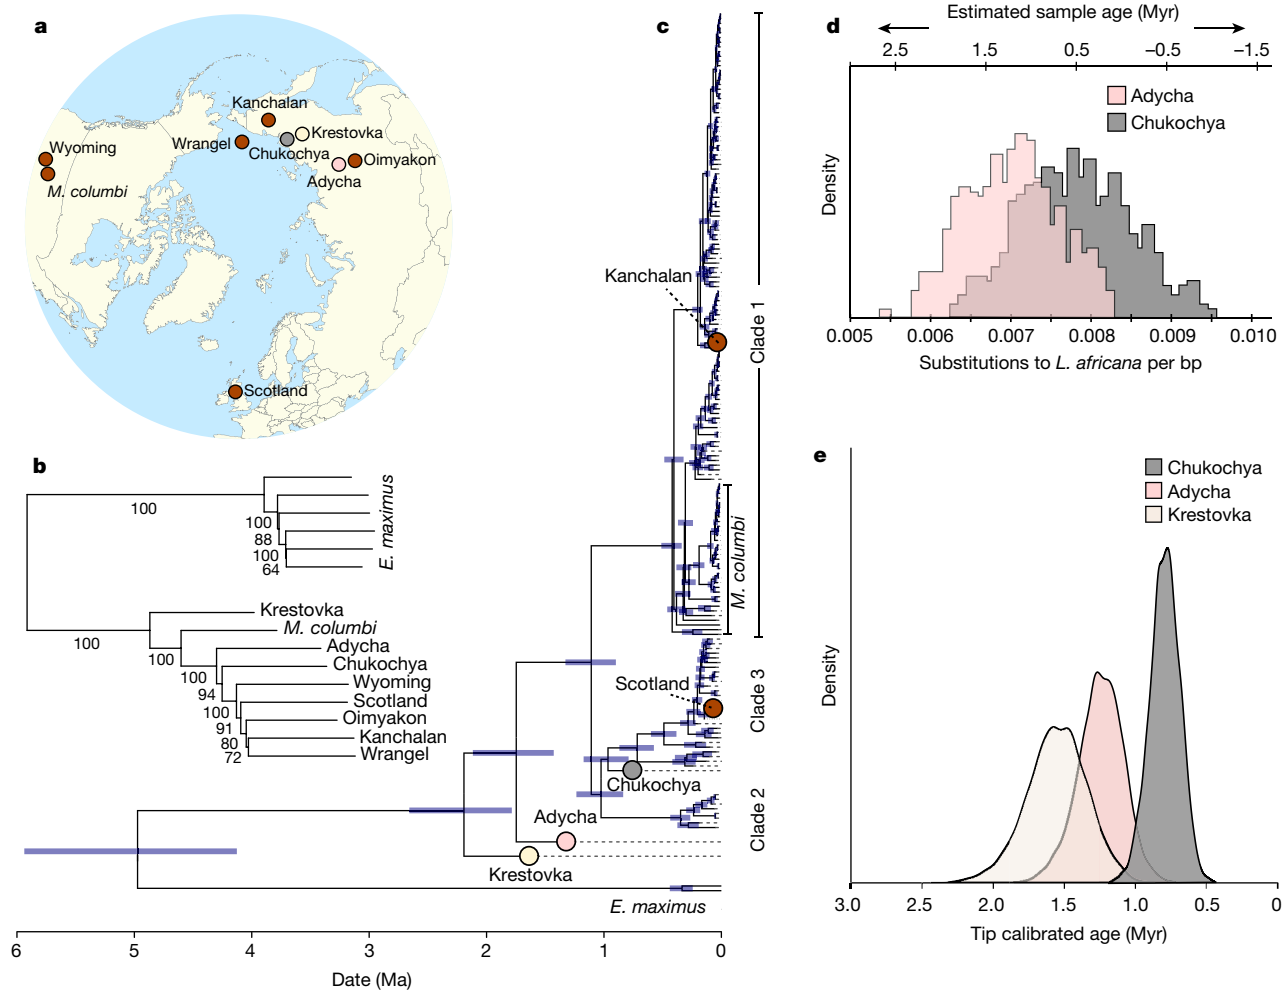 a
Kanchalan
Krestovka
Wrangel
Chukochya
Oimyakon
Adycha
Wyoming
M. columbi
Scotland
b
100
100
88
100
64
E. maximus
Krestovka
M. columbi
100
Adycha
100
Chukochya
100
Wyoming
94
Scotland
100
Oimyakon
91
Kanchalan
80
Wrangel
72
c
Kanchalan
Clade 1
M. columbi
Scotland
Clade 3
Chukochya
Clade 2
Adycha
Krestovka
E. maximus
6 5 4 3 2 1 0
Date (Ma)
d
Estimated sample age (Myr)
2.5 1.5 0.5 –0.5 –1.5
Adycha
Chukochya
Density
0.005 0.006 0.007 0.008 0.009 0.010
Substitutions to L. africana per bp
e
Chukochya
Adycha
Krestovka
Density
3.0 2.5 2.0 1.5 1.0 0.5 0
Tip calibrated age (Myr)